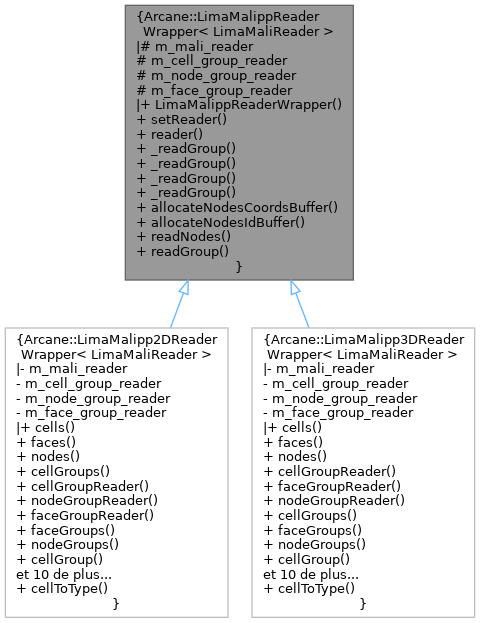 {Arcane::LimaMalippReader
Wrapper< LimaMaliReader >
|# m_mali_reader
# m_cell_group_reader
# m_node_group_reader
# m_face_group_reader
|+ LimaMalippReaderWrapper()
+ setReader()
+ reader()
+ _readGroup()
+ _readGroup()
+ _readGroup()
+ _readGroup()
+ allocateNodesCoordsBuffer()
+ allocateNodesIdBuffer()
+ readNodes()
+ readGroup()
}
{Arcane::LimaMalipp2DReader
Wrapper< LimaMaliReader >
|- m_mali_reader
- m_cell_group_reader
- m_node_group_reader
- m_face_group_reader
|+ cells()
+ faces()
+ nodes()
+ cellGroups()
+ cellGroupReader()
+ nodeGroupReader()
+ faceGroupReader()
+ faceGroups()
+ nodeGroups()
+ cellGroup()
et 10 de plus...
+ cellToType()
}
{Arcane::LimaMalipp3DReader
Wrapper< LimaMaliReader >
|- m_mali_reader
- m_cell_group_reader
- m_node_group_reader
- m_face_group_reader
|+ cells()
+ faces()
+ nodes()
+ cellGroupReader()
+ faceGroupReader()
+ nodeGroupReader()
+ cellGroups()
+ faceGroups()
+ nodeGroups()
+ cellGroup()
et 10 de plus...
+ cellToType()
}